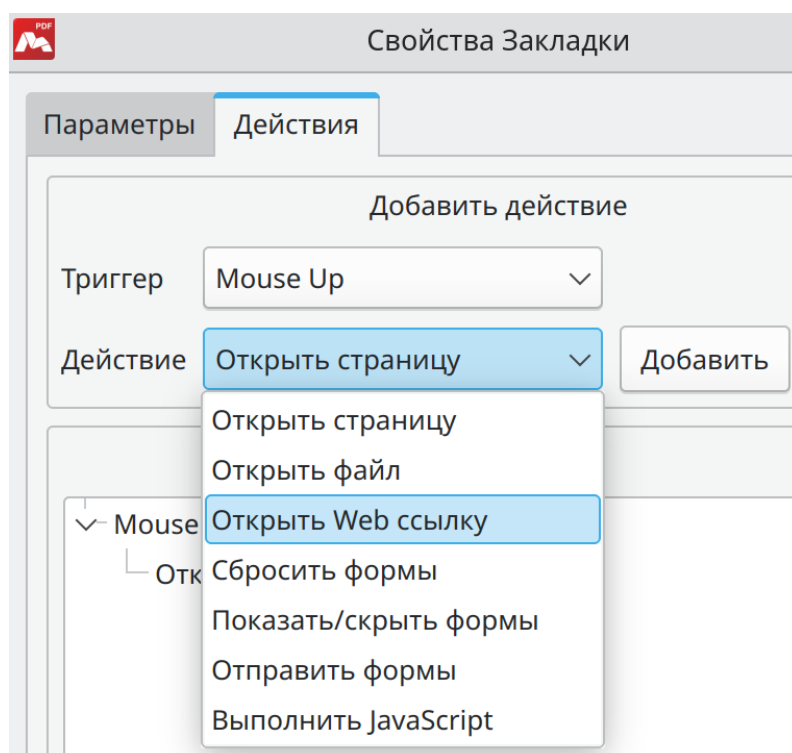 PDF
Свойства Закладки
Параметры Действия
Добавить действие
Триггер Mouse Up
Действие Открыть страницу Добавить
Открыть страницу
Открыть файл
Mouse Открыть Web ссылку
Отк Сбросить формы
Показать/скрыть формы
Отправить формы
Выполнить JavaScript